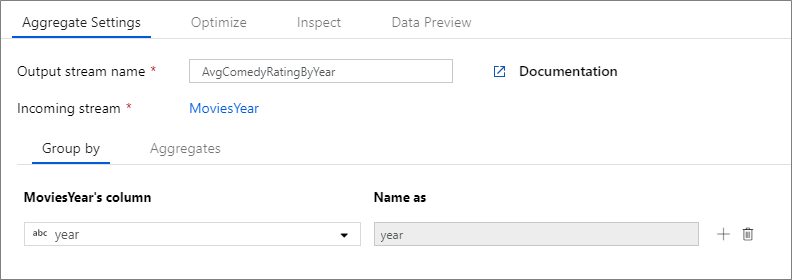 Aggregate Settings Optimize Inspect Data Preview
Output stream name * AvgComedyRatingByYear Documentation
Incoming stream * MoviesYear
Group by Aggregates
MoviesYear's column Name as
abc year year